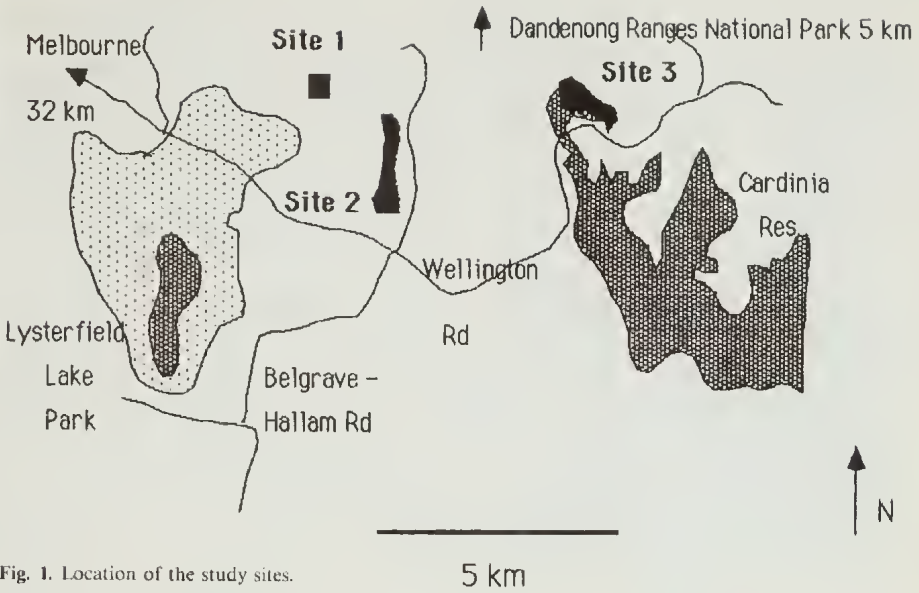 Melbourne
32 km
Site 1
Dandenong Ranges National Park 5 km
Site 3
Site 2
Cardinia
Res
Wellington
Rd
Lysterfield
Lake
Park
Belgrave -
Hallam Rd
N
5 km
Fig. 1. Location of the study sites.